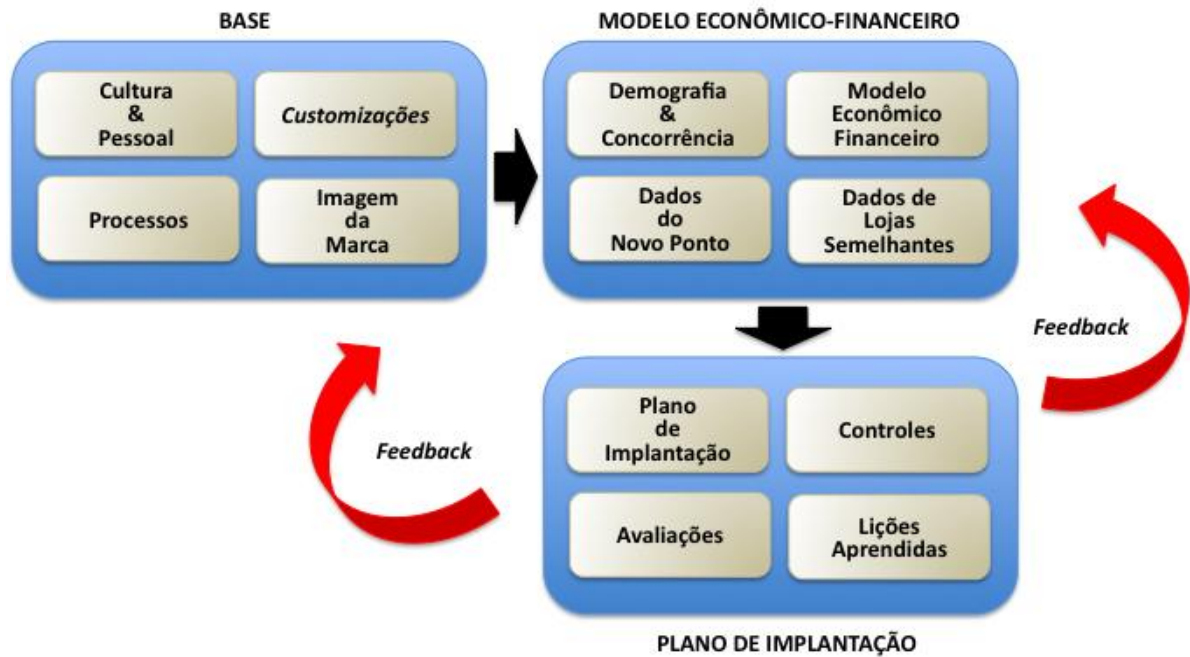 BASE
Cultura
&
Pessoal
Customizações
Processos
Imagem
da
Marca
MODELO ECONÔMICO-FINANCEIRO
Demografia
&
Concorrência
Modelo
Econômico
Financeiro
Dados
do
Novo Ponto
Dados de
Lojas
Semelhantes
Feedback
Feedback
Plano
de
Implantação
Controles
Avaliações
Lições
Aprendidas
PLANO DE IMPLANTAÇÃO